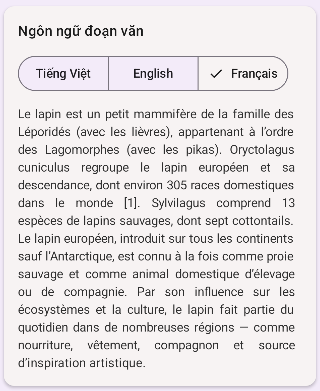 Ngôn ngữ đoạn văn
Tiếng Việt English Français
Le lapin est un petit mammifère de la famille des
Léporidés (avec les lièvres), appartenant à l'ordre
des Lagomorphes (avec les pikas). Oryctolagus
cuniculus regroupe le lapin européen et sa
descendance, dont environ 305 races domestiques
dans le monde [1]. Sylvilagus comprend 13
espèces de lapins sauvages, dont sept cottontails.
Le lapin européen, introduit sur tous les continents
sauf l'Antarctique, est connu à la fois comme proie
sauvage et comme animal domestique d'élevage
ou de compagnie. Par son influence sur les
écosystèmes et la culture, le lapin fait partie du
quotidien dans de nombreuses régions — comme
nourriture, vêtement, compagnon et source
d'inspiration artistique.